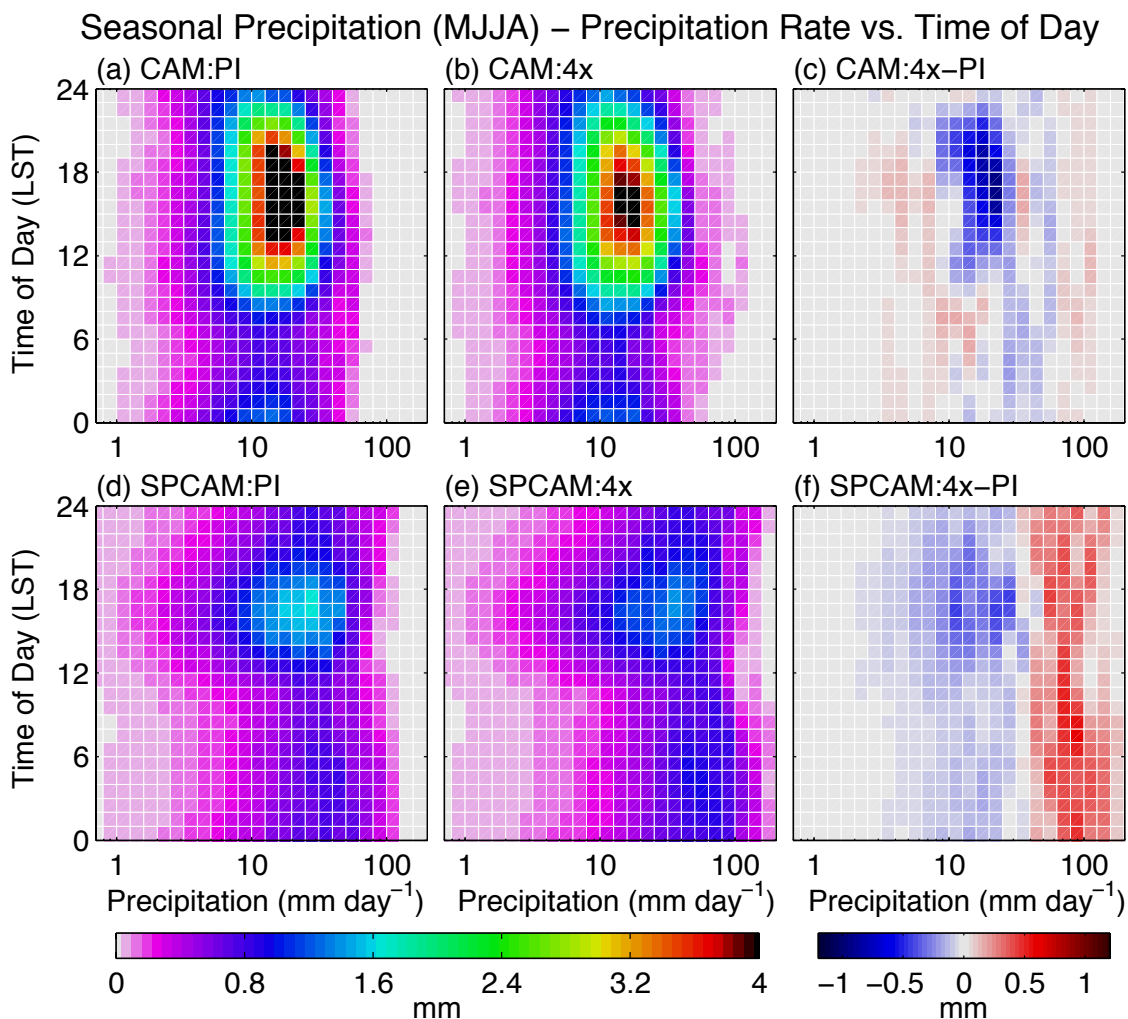 Seasonal Precipitation (MJJA) – Precipitation Rate vs. Time of Day
(a) CAM:PI
(b) CAM:4x
(c) CAM:4x−PI
Time of Day (LST)
24
18
12
6
0
1 10 100
1 10 100
1 10 100
(d) SPCAM:PI
(e) SPCAM:4x
(f) SPCAM:4x−PI
Time of Day (LST)
24
18
12
6
0
1 10 100
1 10 100
1 10 100
Precipitation (mm day⁻¹)
Precipitation (mm day⁻¹)
Precipitation (mm day⁻¹)
0 0.8 1.6 2.4 3.2 4
mm
−1 −0.5 0 0.5 1
mm